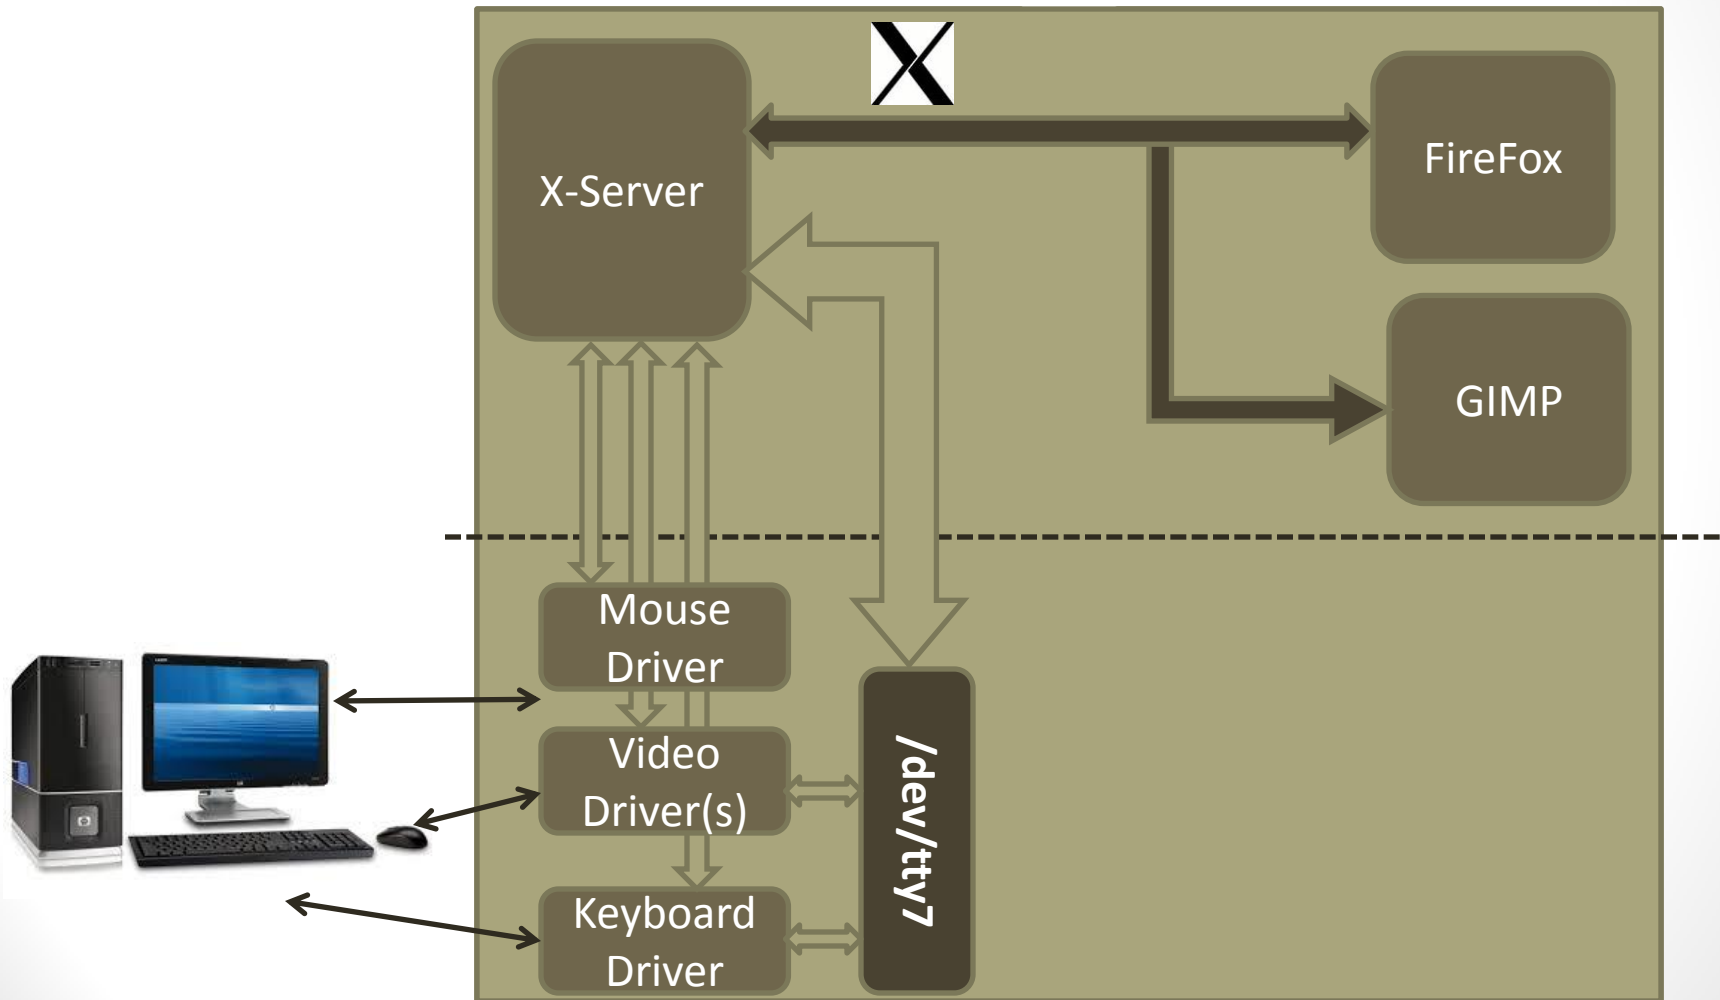 X
X-Server
FireFox
GIMP
Mouse
Driver
Video
Driver(s)
Keyboard
Driver
/dev/tty7